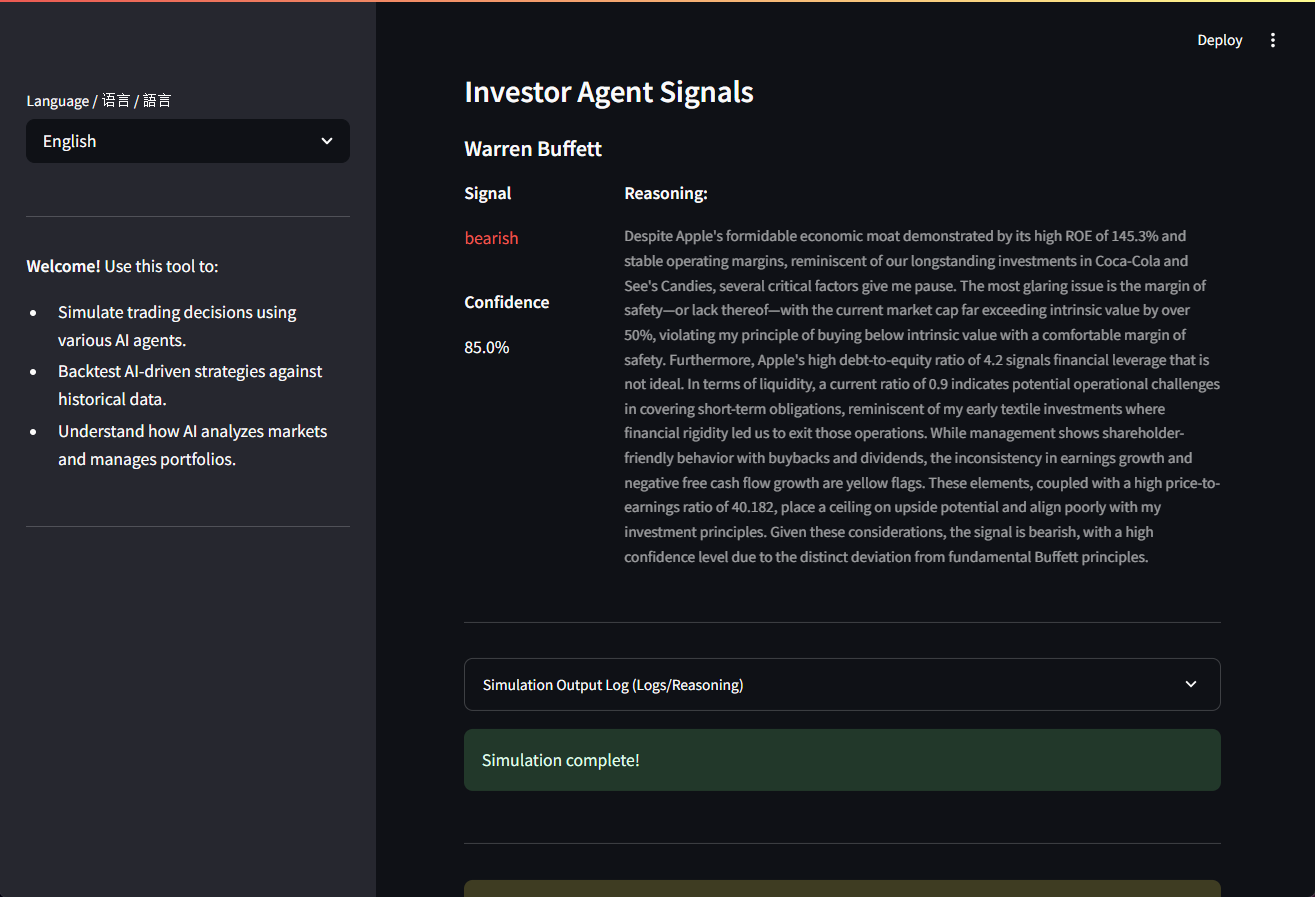 Deploy
Language / 语言 / 語言
English
Welcome! Use this tool to:
• Simulate trading decisions using
various AI agents.
• Backtest AI-driven strategies against
historical data.
• Understand how AI analyzes markets
and manages portfolios.
Investor Agent Signals
Warren Buffett
Signal
bearish
Confidence
85.0%
Reasoning:
Despite Apple's formidable economic moat demonstrated by its high ROE of 145.3% and
stable operating margins, reminiscent of our longstanding investments in Coca-Cola and
See's Candies, several critical factors give me pause. The most glaring issue is the margin of
safety—or lack thereof—with the current market cap far exceeding intrinsic value by over
50%, violating my principle of buying below intrinsic value with a comfortable margin of
safety. Furthermore, Apple's high debt-to-equity ratio of 4.2 signals financial leverage that is
not ideal. In terms of liquidity, a current ratio of 0.9 indicates potential operational challenges
in covering short-term obligations, reminiscent of my early textile investments where
financial rigidity led us to exit those operations. While management shows shareholder-
friendly behavior with buybacks and dividends, the inconsistency in earnings growth and
negative free cash flow growth are yellow flags. These elements, coupled with a high price-to-
earnings ratio of 40.182, place a ceiling on upside potential and align poorly with my
investment principles. Given these considerations, the signal is bearish, with a high
confidence level due to the distinct deviation from fundamental Buffett principles.
Simulation Output Log (Logs/Reasoning)
Simulation complete!